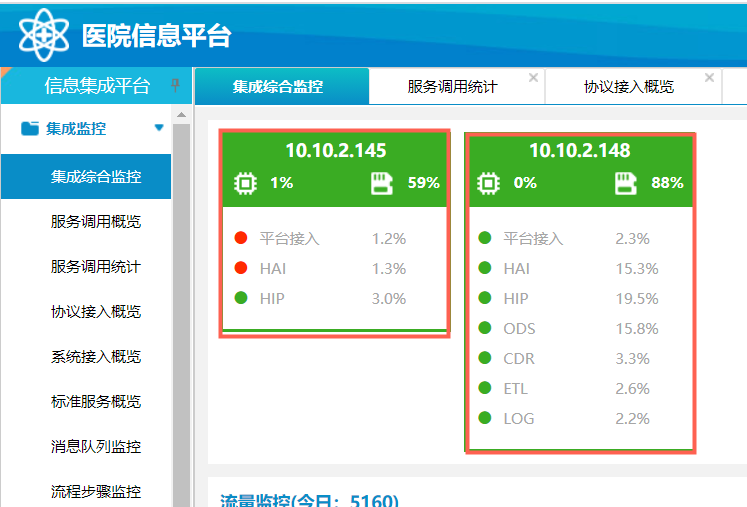 医院信息平台
信息集成平台
集成综合监控
服务调用统计
协议接入概览
集成监控
集成综合监控
服务调用概览
服务调用统计
协议接入概览
系统接入概览
标准服务概览
消息队列监控
流程步骤监控
10.10.2.145
1% 59%
平台接入 1.2%
HAI 1.3%
HIP 3.0%
10.10.2.148
0% 88%
平台接入 2.3%
HAI 15.3%
HIP 19.5%
ODS 15.8%
CDR 3.3%
ETL 2.6%
LOG 2.2%
流量监控(今日：5160)